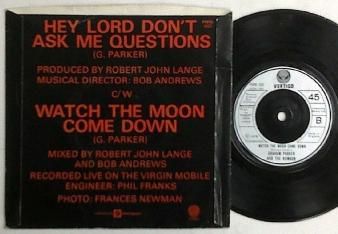 HEY LORD DON'T
ASK ME QUESTIONS
(G. PARKER)
PRODUCED BY ROBERT JOHN LANGE
MUSICAL DIRECTOR: BOB ANDREWS
C/W
WATCH THE MOON
COME DOWN
(G. PARKER)
MIXED BY ROBERT JOHN LANGE
AND BOB ANDREWS
RECORDED LIVE ON THE VIRGIN MOBILE
ENGINEER: PHIL FRANKS
PHOTO: FRANCES NEWMAN
VERTIGO
45
B
WATCH THE MOON COME DOWN
GRAHAM PARKER
AND THE RUMOUR